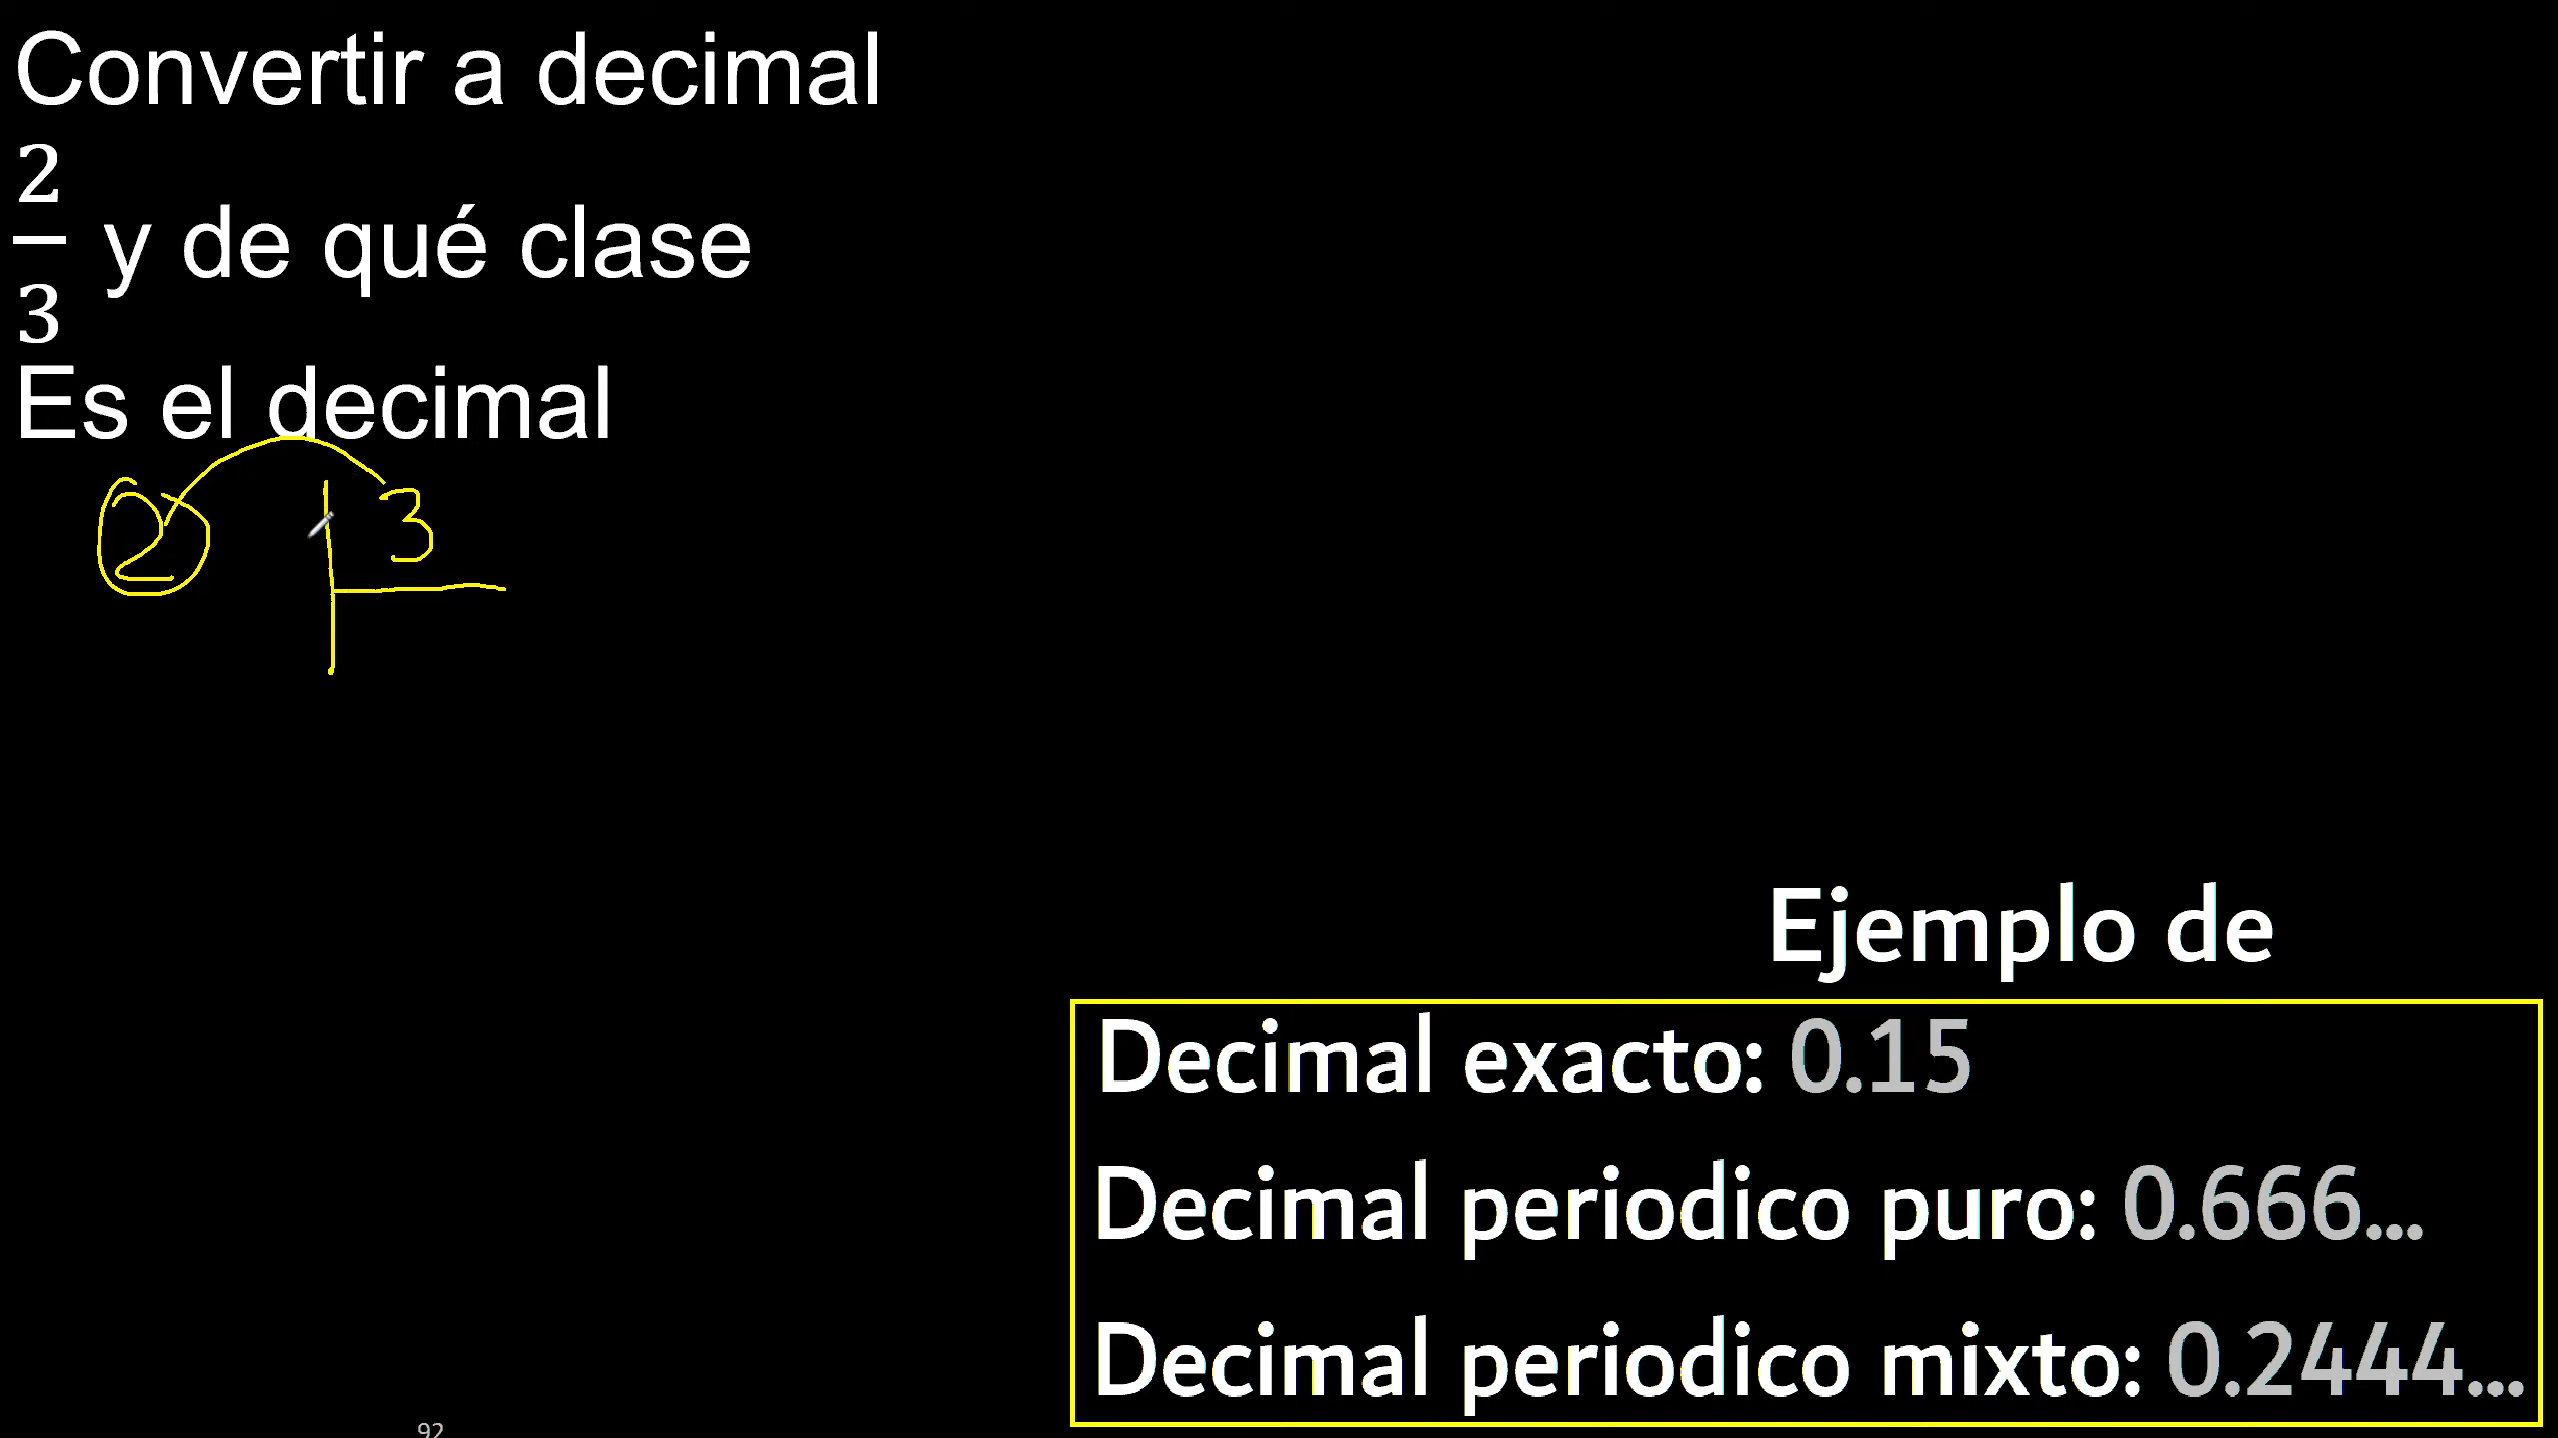 Convertir a decimal
2
3
y de qué clase
Es el decimal
2 3
Ejemplo de
Decimal exacto: 0.15
Decimal periodico puro: 0.666...
Decimal periodico mixto: 0.2444...
92